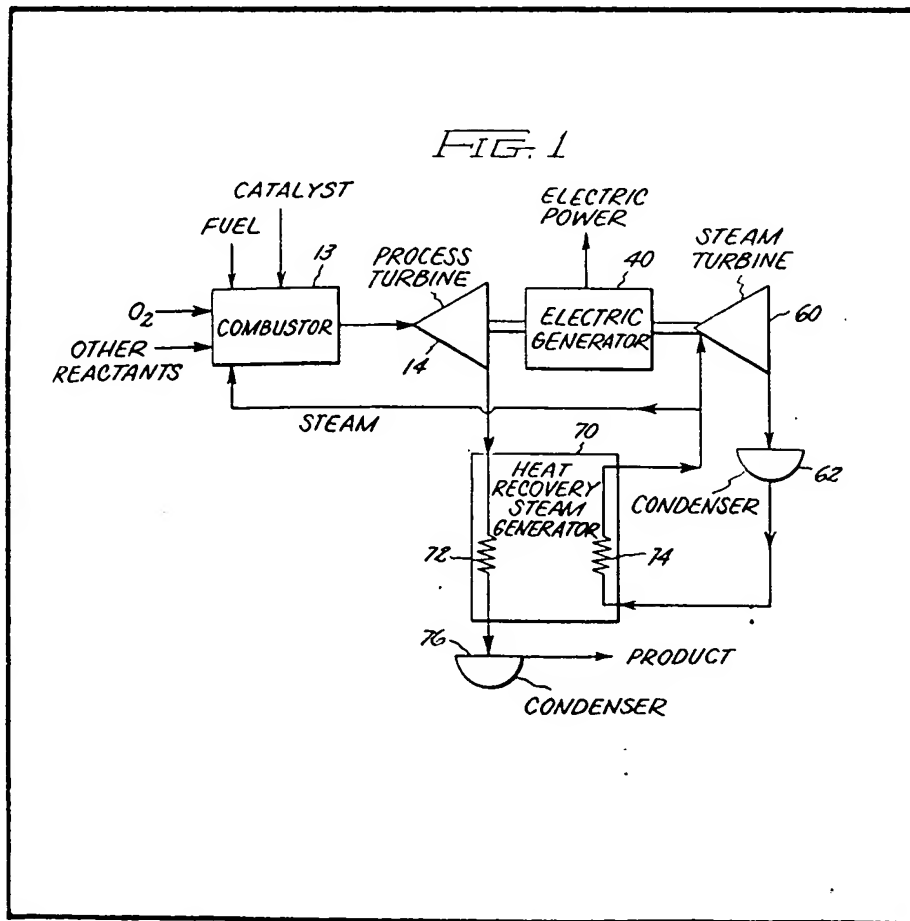 FIG. 1
CATALYST
FUEL
13
O2
OTHER
REACTANTS
COMBUSTOR
PROCESS
TURBINE
14
ELECTRIC
POWER
40
ELECTRIC
GENERATOR
STEAM
TURBINE
60
STEAM
70
HEAT
RECOVERY
STEAM
GENERATOR
72
74
CONDENSER
62
76
PRODUCT
CONDENSER